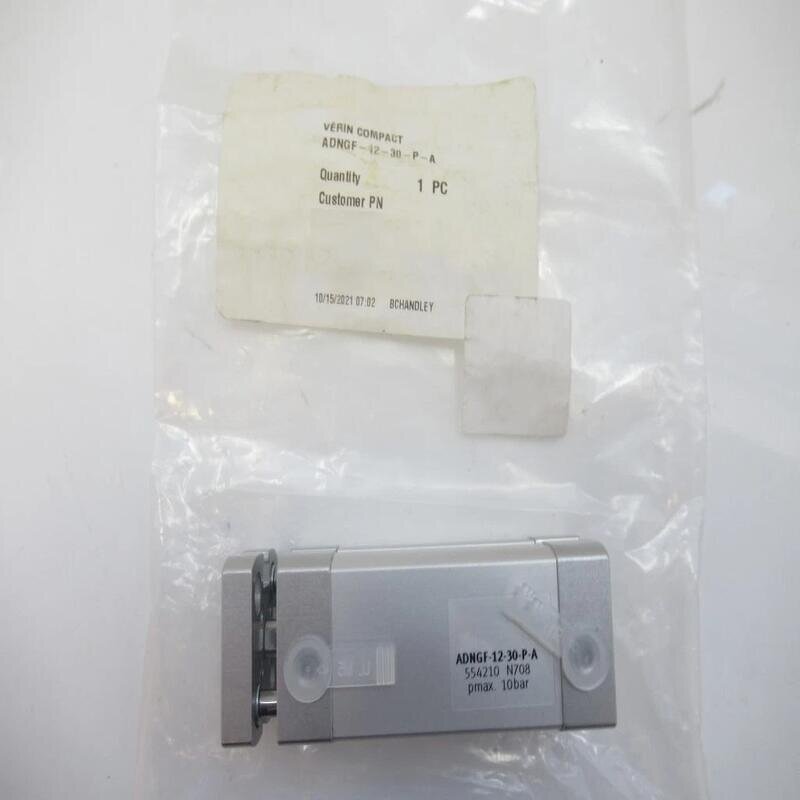 VÉRIN COMPACT
ADNGF-12-30-P-A
Quantity 1 PC
Customer PN
10/15/2021 07:02 BCHANDLEY
ADNGF-12-30-P-A
554210 N708
pmax. 10bar